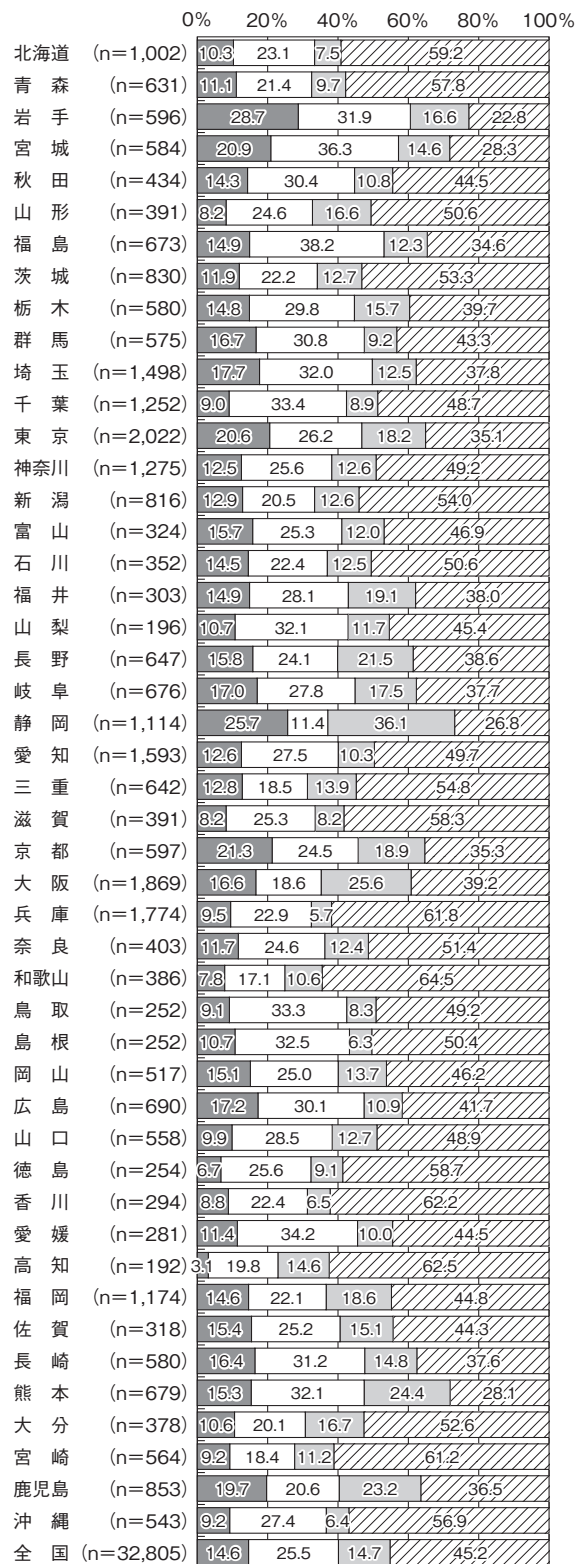 0% 20% 40% 60% 80% 100%
北海道 (n=1,002) 10.3 23.1 7.5 59.2
青 森 (n=631) 11.1 21.4 9.7 57.8
岩 手 (n=596) 28.7 31.9 16.6 22.8
宮 城 (n=584) 20.9 36.3 14.6 28.3
秋 田 (n=434) 14.3 30.4 10.8 44.5
山 形 (n=391) 8.2 24.6 16.6 50.6
福 島 (n=673) 14.9 38.2 12.3 34.6
茨 城 (n=830) 11.9 22.2 12.7 53.3
栃 木 (n=580) 14.8 29.8 15.7 39.7
群 馬 (n=575) 16.7 30.8 9.2 43.3
埼 玉 (n=1,498) 17.7 32.0 12.5 37.8
千 葉 (n=1,252) 9.0 33.4 8.9 48.7
東 京 (n=2,022) 20.6 26.2 18.2 35.1
神奈川 (n=1,275) 12.5 25.6 12.6 49.2
新 潟 (n=816) 12.9 20.5 12.6 54.0
富 山 (n=324) 15.7 25.3 12.0 46.9
石 川 (n=352) 14.5 22.4 12.5 50.6
福 井 (n=303) 14.9 28.1 19.1 38.0
山 梨 (n=196) 10.7 32.1 11.7 45.4
長 野 (n=647) 15.8 24.1 21.5 38.6
岐 阜 (n=676) 17.0 27.8 17.5 37.7
静 岡 (n=1,114) 25.7 11.4 36.1 26.8
愛 知 (n=1,593) 12.6 27.5 10.3 49.7
三 重 (n=642) 12.8 18.5 13.9 54.8
滋 賀 (n=391) 8.2 25.3 8.2 58.3
京 都 (n=597) 21.3 24.5 18.9 35.3
大 阪 (n=1,869) 16.6 18.6 25.6 39.2
兵 庫 (n=1,774) 9.5 22.9 5.7 61.8
奈 良 (n=403) 11.7 24.6 12.4 51.4
和歌山 (n=386) 7.8 17.1 10.6 64.5
鳥 取 (n=252) 9.1 33.3 8.3 49.2
島 根 (n=252) 10.7 32.5 6.3 50.4
岡 山 (n=517) 15.1 25.0 13.7 46.2
広 島 (n=690) 17.2 30.1 10.9 41.7
山 口 (n=558) 9.9 28.5 12.7 48.9
徳 島 (n=254) 6.7 25.6 9.1 58.7
香 川 (n=294) 8.8 22.4 6.5 62.2
愛 媛 (n=281) 11.4 34.2 10.0 44.5
高 知 (n=192) 3.1 19.8 14.6 62.5
福 岡 (n=1,174) 14.6 22.1 18.6 44.8
佐 賀 (n=318) 15.4 25.2 15.1 44.3
長 崎 (n=580) 16.4 31.2 14.8 37.6
熊 本 (n=679) 15.3 32.1 24.4 28.1
大 分 (n=378) 10.6 20.1 16.7 52.6
宮 崎 (n=564) 9.2 18.4 11.2 61.2
鹿児島 (n=853) 19.7 20.6 23.2 36.5
沖 縄 (n=543) 9.2 27.4 6.4 56.9
全 国 (n=32,805) 14.6 25.5 14.7 45.2